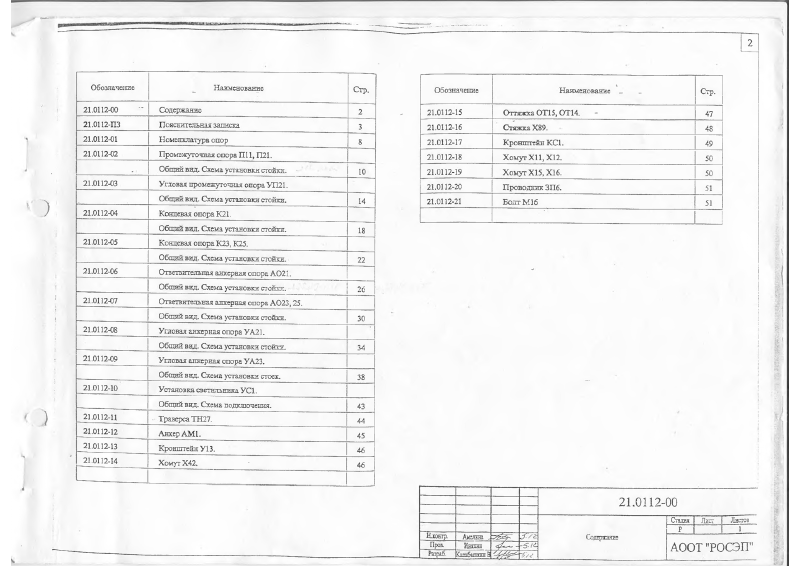 2
Обозначение Наименование Стр.
21.0112-00 Содержание 2
21.0112-ПЗ Пояснительная записка 3
21.0112-01 Номенклатура опор 8
21.0112-02 Промежуточная опора П11, П21.
Общий вид. Схема установки стойки. 10
21.0112-03 Угловая промежуточная опора УП21.
Общий вид. Схема установки стойки. 14
21.0112-04 Концевая опора К21.
Общий вид. Схема установки стойки. 18
21.0112-05 Концевая опора К23, К25.
Общий вид. Схема установки стойки. 22
21.0112-06 Ответвительная анкерная опора АО21.
Общий вид. Схема установки стойки. 26
21.0112-07 Ответвительная анкерная опора АО23, 25.
Общий вид. Схема установки стойки. 30
21.0112-08 Угловая анкерная опора УА21.
Общий вид. Схема установки стойки. 34
21.0112-09 Угловая анкерная опора УА23.
Общий вид. Схема установки стоек. 38
21.0112-10 Установка светильника УС1.
Общий вид. Схема подключения. 43
21.0112-11 Траверса ТН27. 44
21.0112-12 Анкер АМ1. 45
21.0112-13 Кронштейн У13. 46
21.0112-14 Хомут Х42. 46
Обозначение Наименование Стр.
21.0112-15 Оттяжка ОТ15, ОТ14. 47
21.0112-16 Стяжка Х89. 48
21.0112-17 Кронштейн КС1. 49
21.0112-18 Хомут Х11, Х12. 50
21.0112-19 Хомут Х15, Х16. 50
21.0112-20 Проводник ЗП6. 51
21.0112-21 Болт М16 51
21.0112-00
Стадия Лист Листов
Р 1
Н.контр.
Пров.
Разраб.
Содержание
АООТ "РОСЭП"